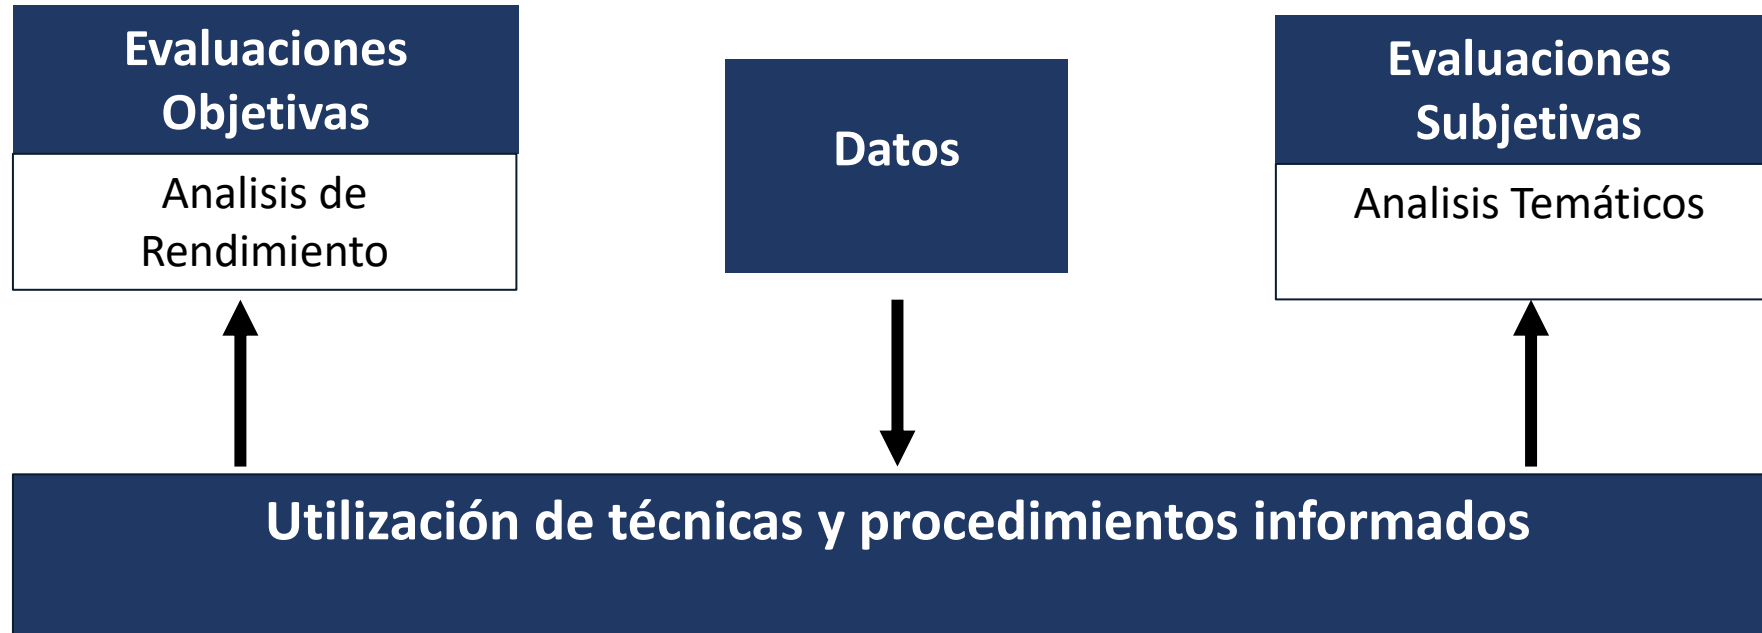 Evaluaciones
Objetivas
Analisis de
Rendimiento
Datos
Evaluaciones
Subjetivas
Analisis Temáticos
Utilización de técnicas y procedimientos informados